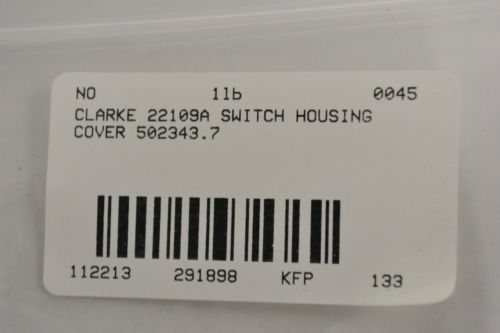 NO 1lb 0045
CLARKE 22109A SWITCH HOUSING
COVER 502343.7
112213 291898 KFP 133